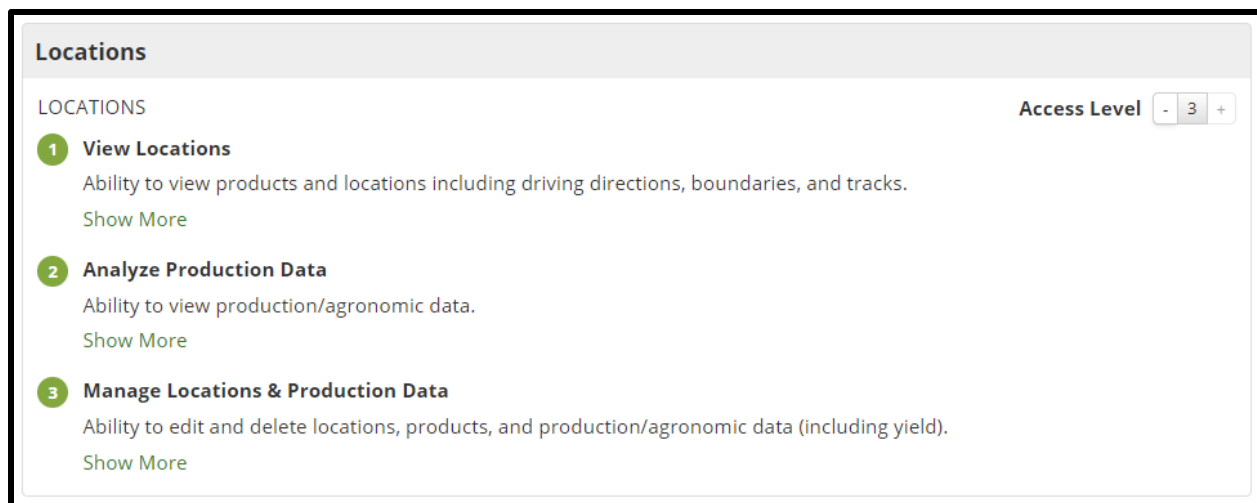 Locations
LOCATIONS
Access Level - 3 +
1 View Locations
Ability to view products and locations including driving directions, boundaries, and tracks.
Show More
2 Analyze Production Data
Ability to view production/agronomic data.
Show More
3 Manage Locations & Production Data
Ability to edit and delete locations, products, and production/agronomic data (including yield).
Show More